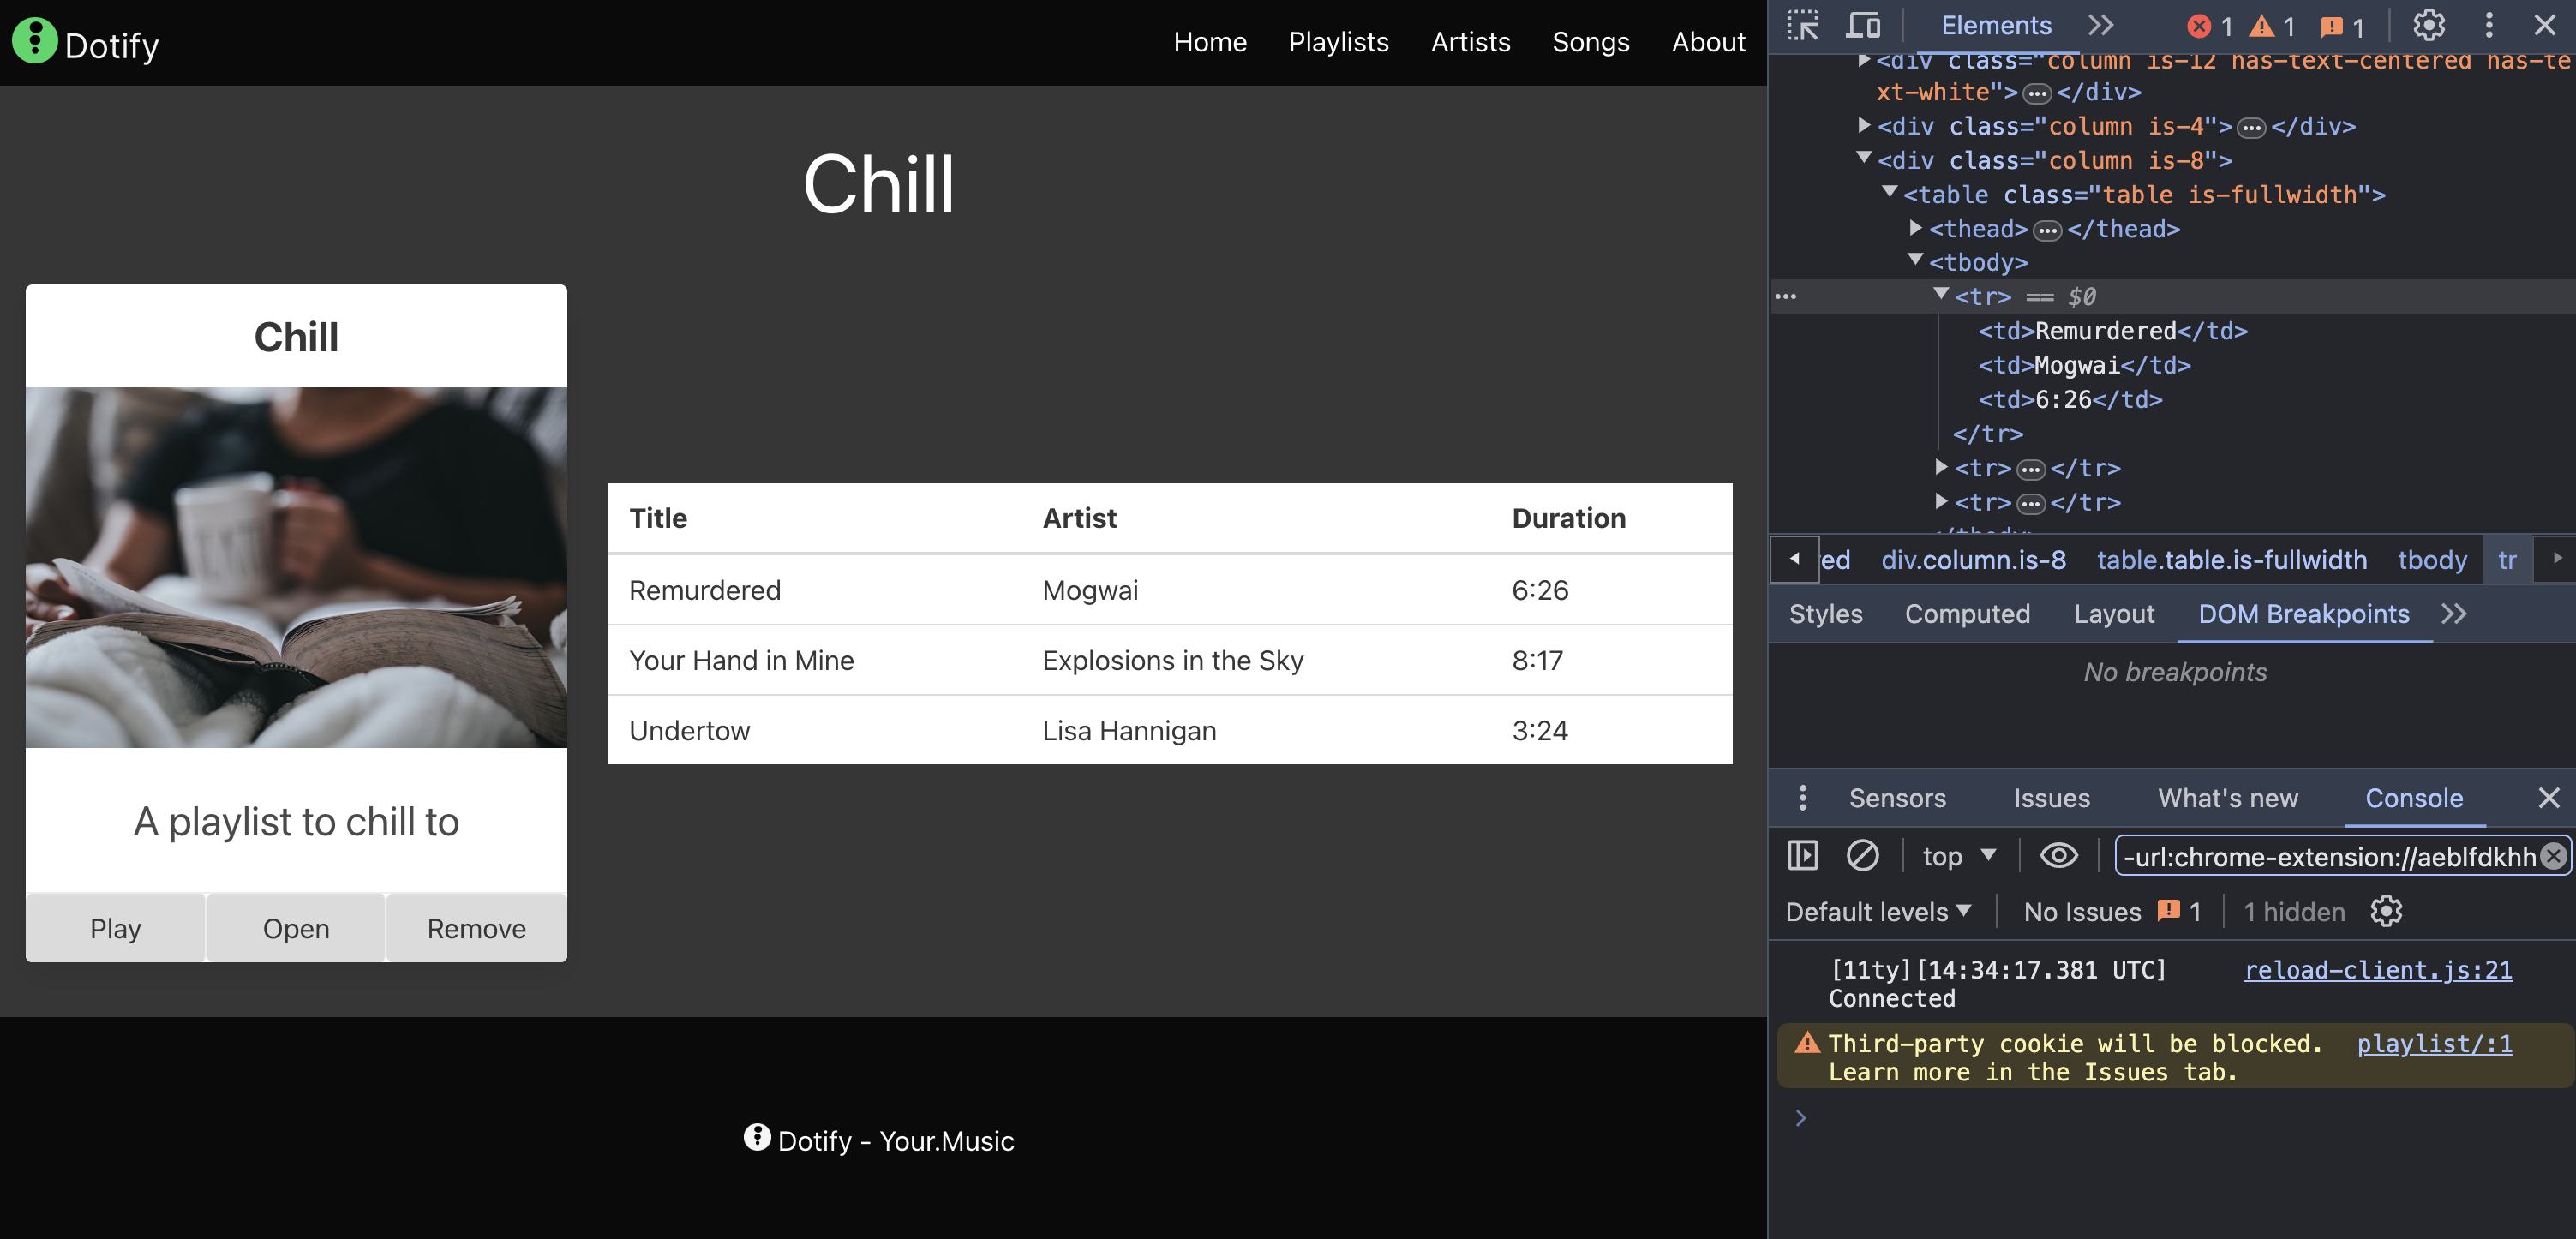 Dotify
Home Playlists Artists Songs About
Chill
Chill
A playlist to chill to
Play Open Remove
Title Artist Duration
Remurdered Mogwai 6:26
Your Hand in Mine Explosions in the Sky 8:17
Undertow Lisa Hannigan 3:24
Dotify - Your.Music
Elements 1 1 1
<div class="column is-12 has-text-centered has-te
xt-white">…</div>
<div class="column is-4">…</div>
<div class="column is-8">
<table class="table is-fullwidth">
<thead>…</thead>
<tbody>
<tr> == $0
<td>Remurdered</td>
<td>Mogwai</td>
<td>6:26</td>
</tr>
<tr>…</tr>
<tr>…</tr>
</tbody>
ed div.column.is-8 table.table.is-fullwidth tbody tr
Styles Computed Layout DOM Breakpoints
No breakpoints
Sensors Issues What's new Console
top -url:chrome-extension://aeblfdkhh
Default levels No Issues 1 1 hidden
[11ty][14:34:17.381 UTC] reload-client.js:21
Connected
Third-party cookie will be blocked. playlist/:1
Learn more in the Issues tab.